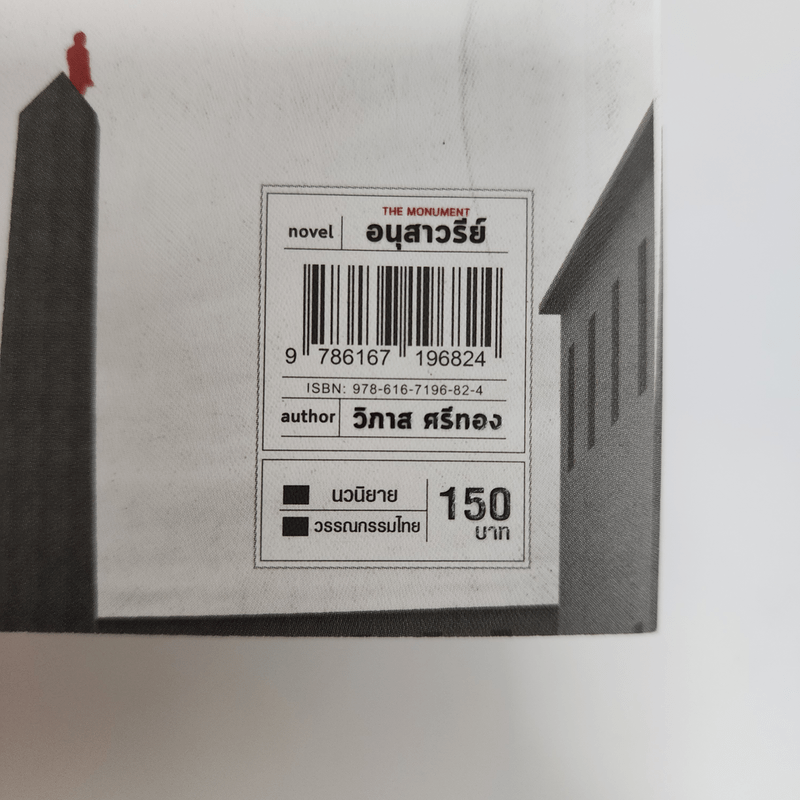 THE MONUMENT
novel อนุสาวรีย์
9 786167 196824
ISBN: 978-616-7196-82-4
author วิภาส ศรีทอง
นวนิยาย
วรรณกรรมไทย
150
บาท